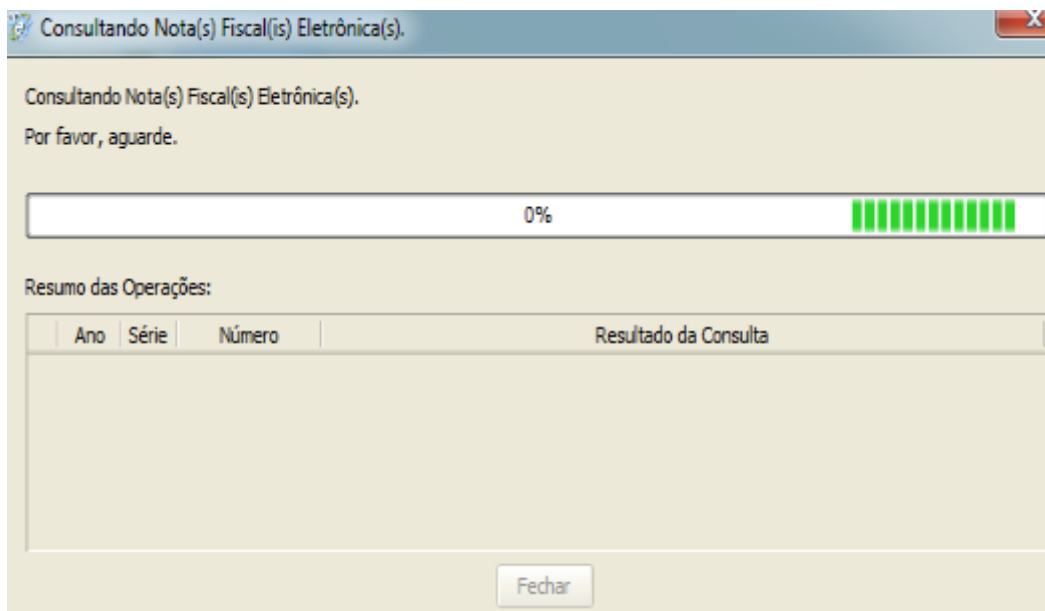 Consultando Nota(s) Fiscal(is) Eletrônica(s).
X
Consultando Nota(s) Fiscal(is) Eletrônica(s).
Por favor, aguarde.
0%
Resumo das Operações:
Ano Série Número Resultado da Consulta
Fechar